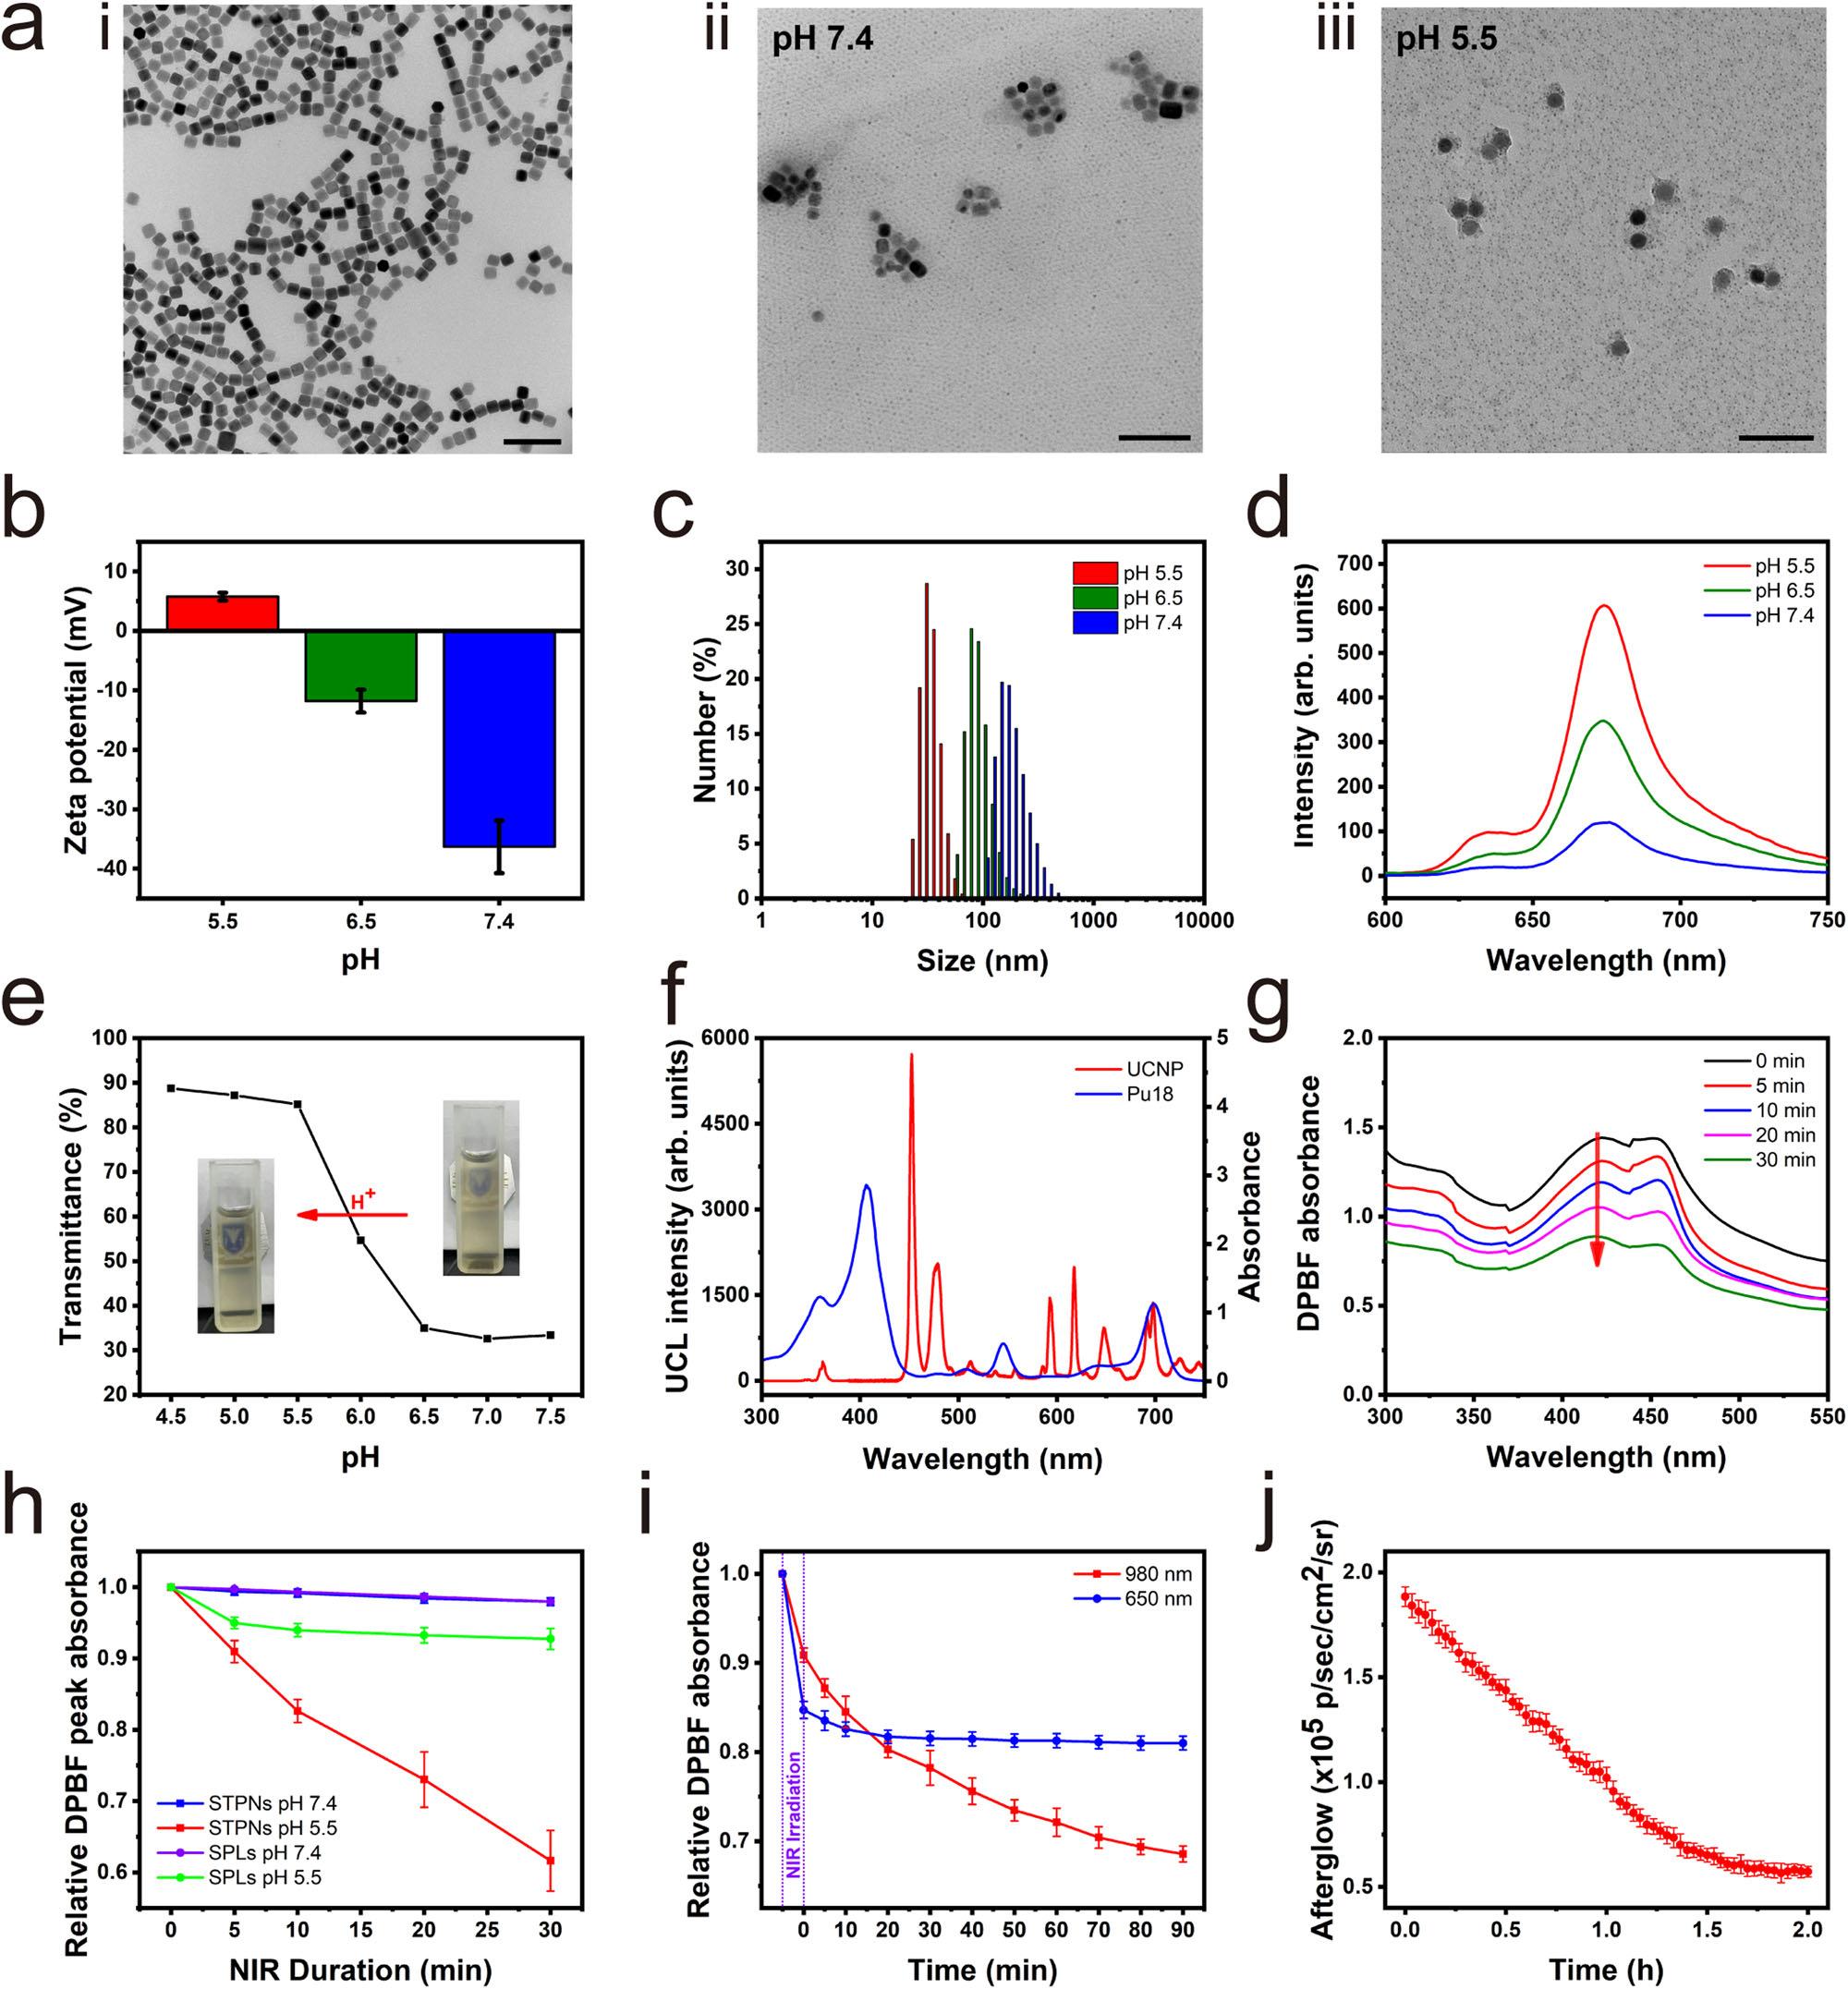 a i ii iii
pH 7.4
pH 5.5
b
Zeta potential (mV)
10
0
-10
-20
-30
-40
5.5 6.5 7.4
pH
c
Number (%)
30
25
20
15
10
5
0
pH 5.5
pH 6.5
pH 7.4
1 10 100 1000 10000
Size (nm)
d
Intensity (arb. units)
700
600
500
400
300
200
100
0
pH 5.5
pH 6.5
pH 7.4
600 650 700 750
Wavelength (nm)
e
Transmittance (%)
100
90
80
70
60
50
40
30
20
H⁺
4.5 5.0 5.5 6.0 6.5 7.0 7.5
pH
f
UCL intensity (arb. units)
6000
4500
3000
1500
0
UCNP
Pu18
5
4
3
2
1
0
Absorbance
300 400 500 600 700
Wavelength (nm)
g
DPBF absorbance
2.0
1.5
1.0
0.5
0.0
0 min
5 min
10 min
20 min
30 min
300 350 400 450 500 550
Wavelength (nm)
h
Relative DPBF peak absorbance
1.0
0.9
0.8
0.7
0.6
STPNs pH 7.4
STPNs pH 5.5
SPLs pH 7.4
SPLs pH 5.5
0 5 10 15 20 25 30
NIR Duration (min)
i
Relative DPBF absorbance
1.0
0.9
0.8
0.7
980 nm
650 nm
NIR Irradiation
0 10 20 30 40 50 60 70 80 90
Time (min)
j
Afterglow (x10⁵ p/sec/cm²/sr)
2.0
1.5
1.0
0.5
0.0 0.5 1.0 1.5 2.0
Time (h)